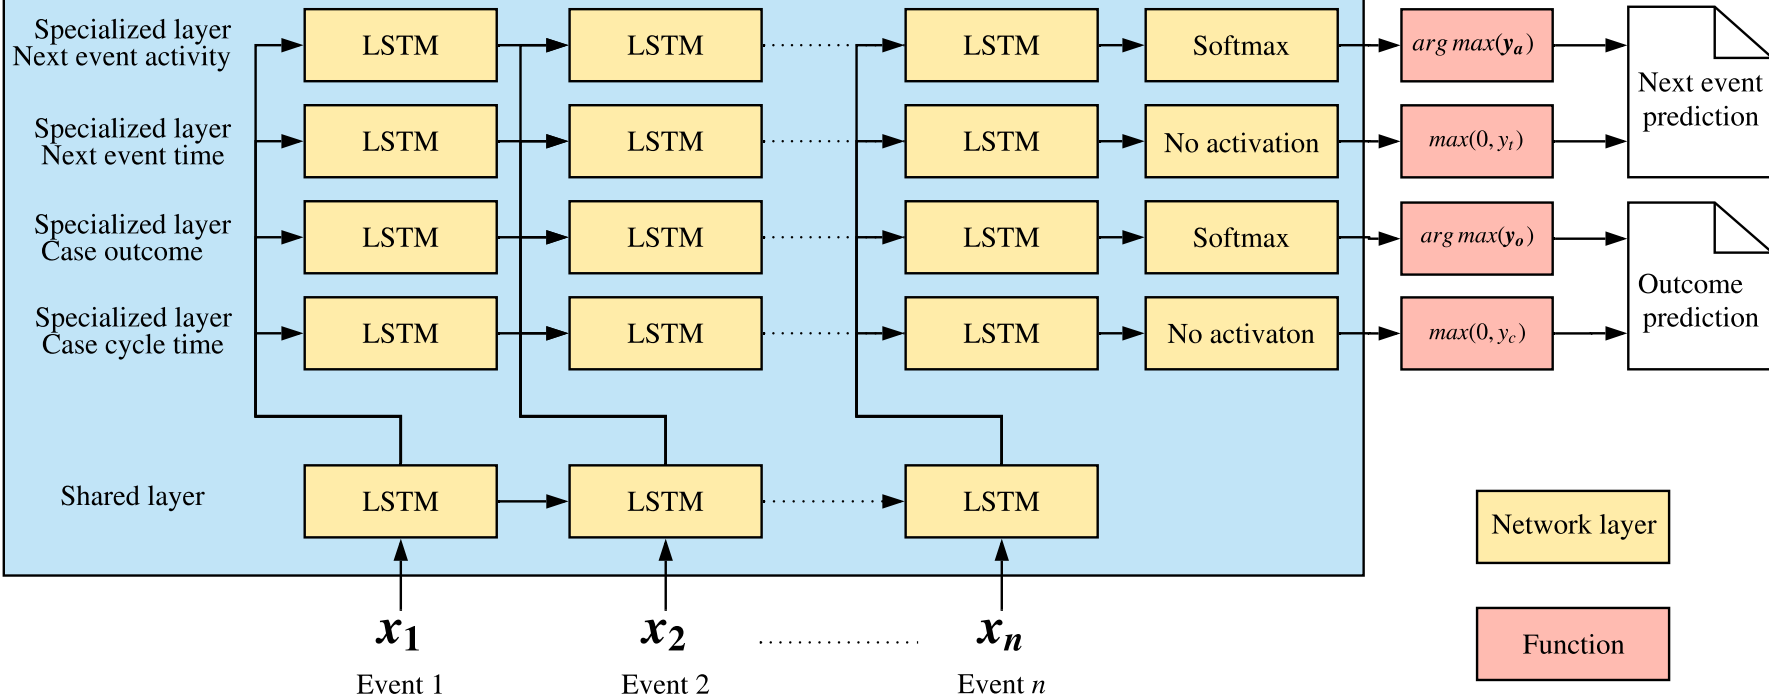 Specialized layer
Next event activity
LSTM
LSTM
LSTM
Softmax
arg max(yₐ)
Next event
prediction
Specialized layer
Next event time
LSTM
LSTM
LSTM
No activation
max(0, yₜ)
Specialized layer
Case outcome
LSTM
LSTM
LSTM
Softmax
arg max(yₒ)
Outcome
prediction
Specialized layer
Case cycle time
LSTM
LSTM
LSTM
No activaton
max(0, y_c)
Shared layer
LSTM
LSTM
LSTM
Network layer
x₁
x₂
xₙ
Function
Event 1
Event 2
Event n